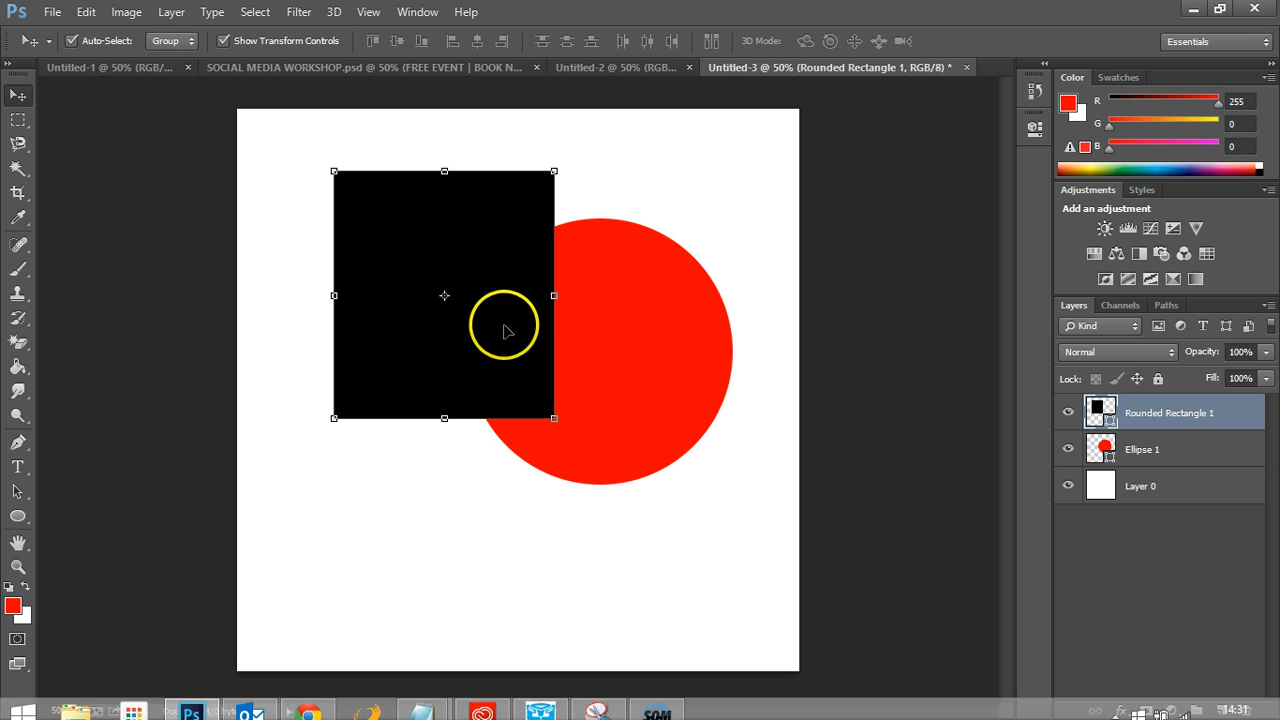 Ps File Edit Image Layer Type Select Filter 3D View Window Help
Auto-Select: Group Show Transform Controls 3D Mode: Essentials
Untitled-1 @ 50% (RGB/... × SOCIAL MEDIA WORKSHOP.psd @ 50% (FREE EVENT | BOOK N... × Untitled-2 @ 50% (RGB... × Untitled-3 @ 50% (Rounded Rectangle 1, RGB/8) * ×
Color Swatches
R 255
G 0
B 0
Adjustments Styles
Add an adjustment
Layers Channels Paths
Kind
Normal Opacity: 100%
Lock: Fill: 100%
Rounded Rectangle 1
Ellipse 1
Layer 0
T
Ps SOM 14:31